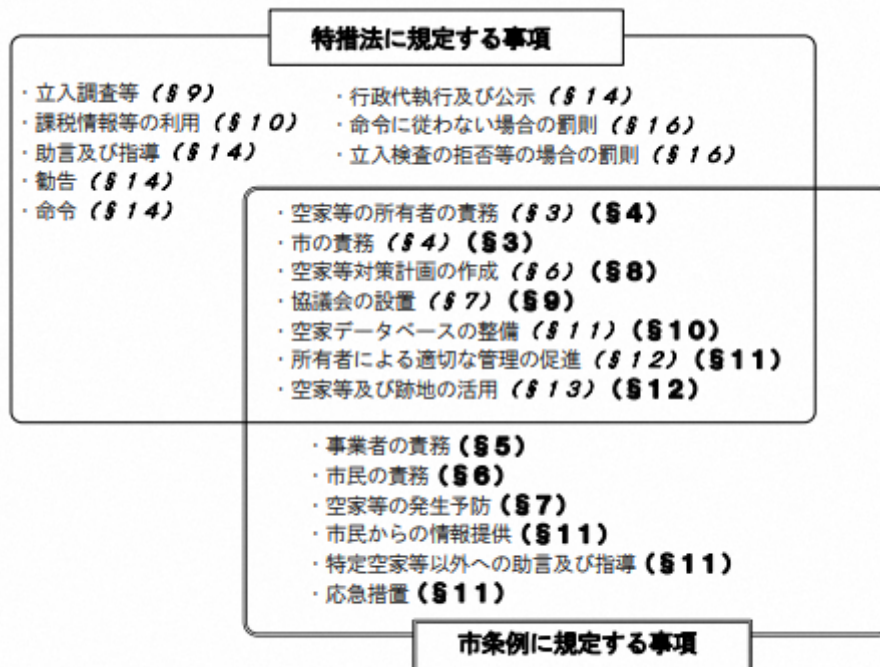 特措法に規定する事項
・立入調査等（§9）
・課税情報等の利用（§10）
・助言及び指導（§14）
・勧告（§14）
・命令（§14）
・行政代執行及び公示（§14）
・命令に従わない場合の罰則（§16）
・立入検査の拒否等の場合の罰則（§16）
・空家等の所有者の責務（§3）（§4）
・市の責務（§4）（§3）
・空家等対策計画の作成（§6）（§8）
・協議会の設置（§7）（§9）
・空家データベースの整備（§11）（§10）
・所有者による適切な管理の促進（§12）（§11）
・空家等及び跡地の活用（§13）（§12）
・事業者の責務（§5）
・市民の責務（§6）
・空家等の発生予防（§7）
・市民からの情報提供（§11）
・特定空家等以外への助言及び指導（§11）
・応急措置（§11）
市条例に規定する事項